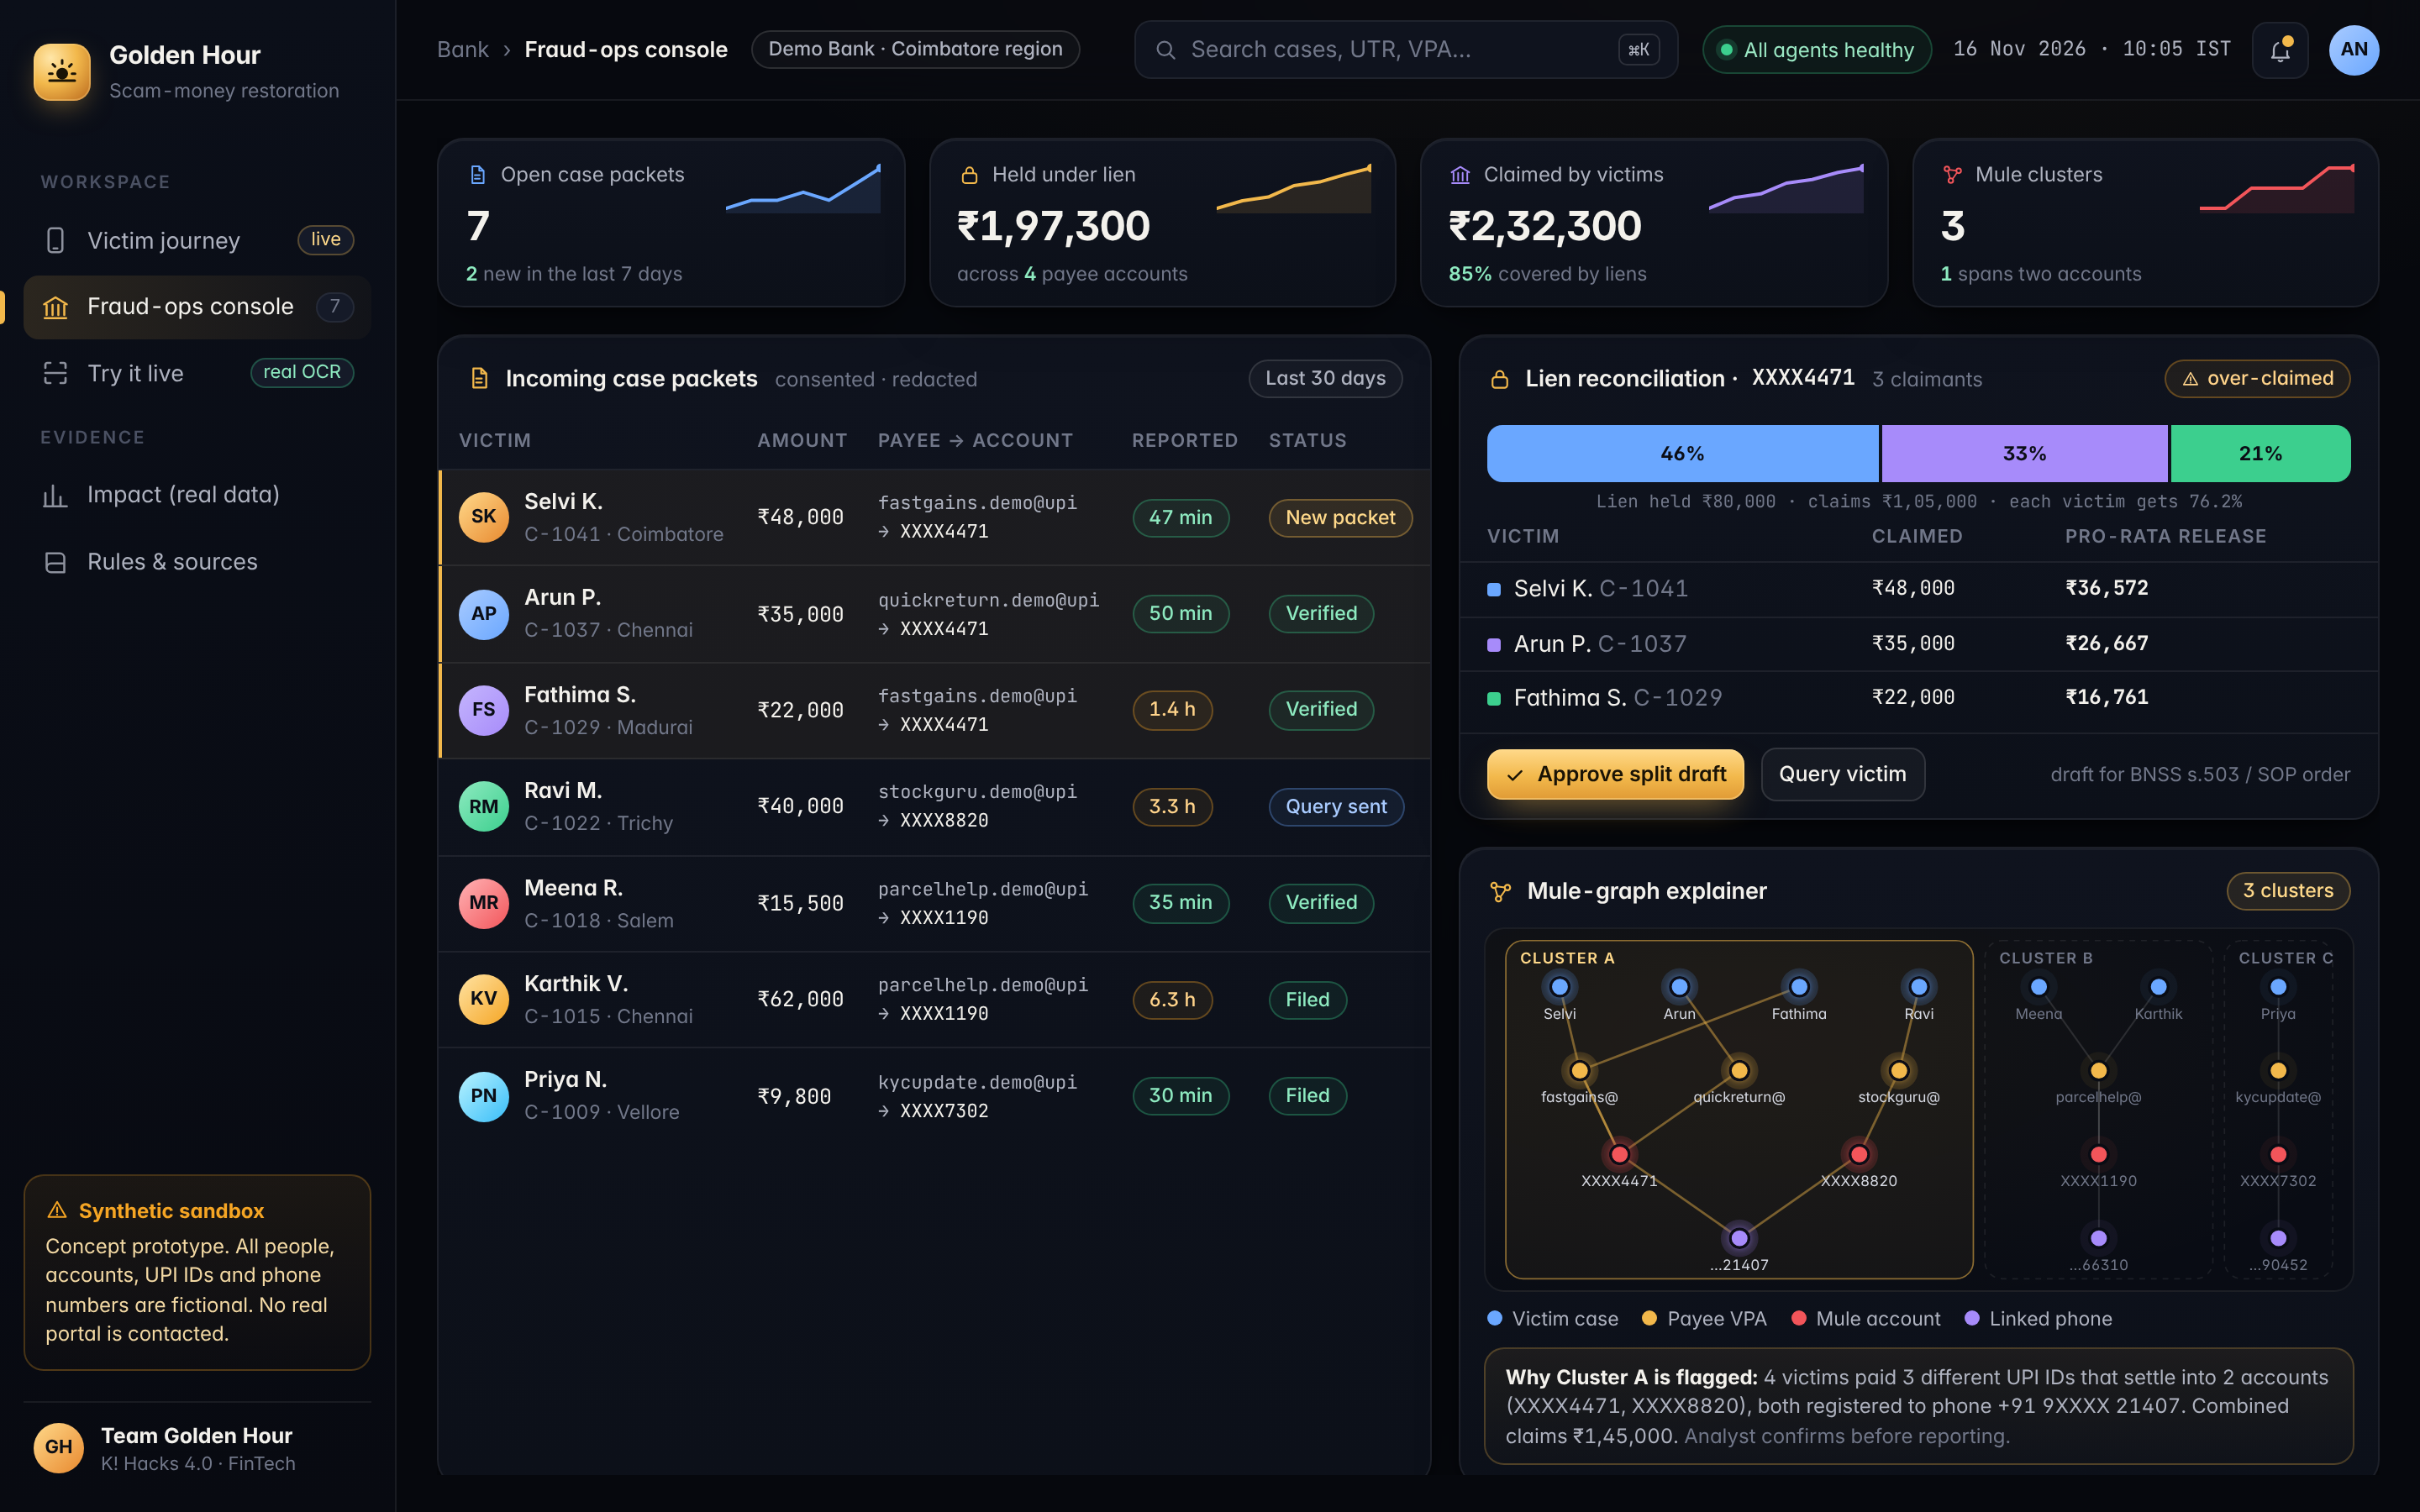 Golden Hour
Scam-money restoration
WORKSPACE
Victim journey live
Fraud-ops console 7
Try it live real OCR
EVIDENCE
Impact (real data)
Rules & sources
Synthetic sandbox
Concept prototype. All people,
accounts, UPI IDs and phone
numbers are fictional. No real
portal is contacted.
GH
Team Golden Hour
K! Hacks 4.0 · FinTech
Bank › Fraud-ops console Demo Bank · Coimbatore region Search cases, UTR, VPA... ⌘K All agents healthy 16 Nov 2026 · 10:05 IST AN
Open case packets
7
2 new in the last 7 days
Held under lien
₹1,97,300
across 4 payee accounts
Claimed by victims
₹2,32,300
85% covered by liens
Mule clusters
3
1 spans two accounts
Incoming case packets consented · redacted Last 30 days
VICTIM AMOUNT PAYEE → ACCOUNT REPORTED STATUS
SK Selvi K. ₹48,000 fastgains.demo@upi 47 min New packet
C-1041 · Coimbatore → XXXX4471
AP Arun P. ₹35,000 quickreturn.demo@upi 50 min Verified
C-1037 · Chennai → XXXX4471
FS Fathima S. ₹22,000 fastgains.demo@upi 1.4 h Verified
C-1029 · Madurai → XXXX4471
RM Ravi M. ₹40,000 stockguru.demo@upi 3.3 h Query sent
C-1022 · Trichy → XXXX8820
MR Meena R. ₹15,500 parcelhelp.demo@upi 35 min Verified
C-1018 · Salem → XXXX1190
KV Karthik V. ₹62,000 parcelhelp.demo@upi 6.3 h Filed
C-1015 · Chennai → XXXX1190
PN Priya N. ₹9,800 kycupdate.demo@upi 30 min Filed
C-1009 · Vellore → XXXX7302
Lien reconciliation · XXXX4471 3 claimants over-claimed
46% 33% 21%
Lien held ₹80,000 · claims ₹1,05,000 · each victim gets 76.2%
VICTIM CLAIMED PRO-RATA RELEASE
Selvi K. C-1041 ₹48,000 ₹36,572
Arun P. C-1037 ₹35,000 ₹26,667
Fathima S. C-1029 ₹22,000 ₹16,761
Approve split draft Query victim draft for BNSS s.503 / SOP order
Mule-graph explainer 3 clusters
CLUSTER A CLUSTER B CLUSTER C
Selvi Arun Fathima Ravi Meena Karthik Priya
fastgains@ quickreturn@ stockguru@ parcelhelp@ kycupdate@
XXXX4471 XXXX8820 XXXX1190 XXXX7302
…21407 …66310 …90452
Victim case Payee VPA Mule account Linked phone
Why Cluster A is flagged: 4 victims paid 3 different UPI IDs that settle into 2 accounts
(XXXX4471, XXXX8820), both registered to phone +91 9XXXX 21407. Combined
claims ₹1,45,000. Analyst confirms before reporting.